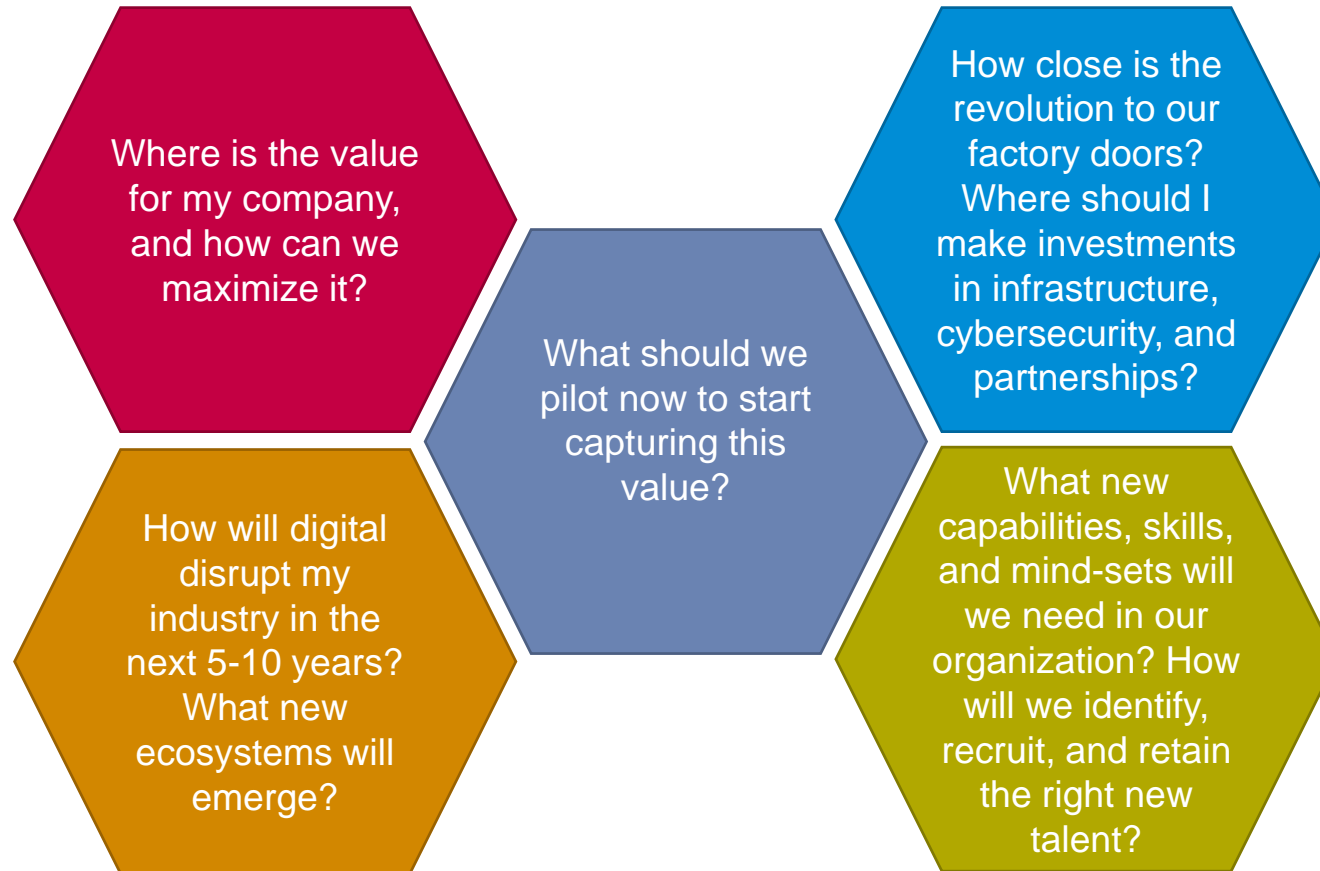 Where is the value
for my company,
and how can we
maximize it?
How close is the
revolution to our
factory doors?
Where should I
make investments
in infrastructure,
cybersecurity, and
partnerships?
What should we
pilot now to start
capturing this
value?
How will digital
disrupt my
industry in the
next 5-10 years?
What new
ecosystems will
emerge?
What new
capabilities, skills,
and mind-sets will
we need in our
organization? How
will we identify,
recruit, and retain
the right new
talent?